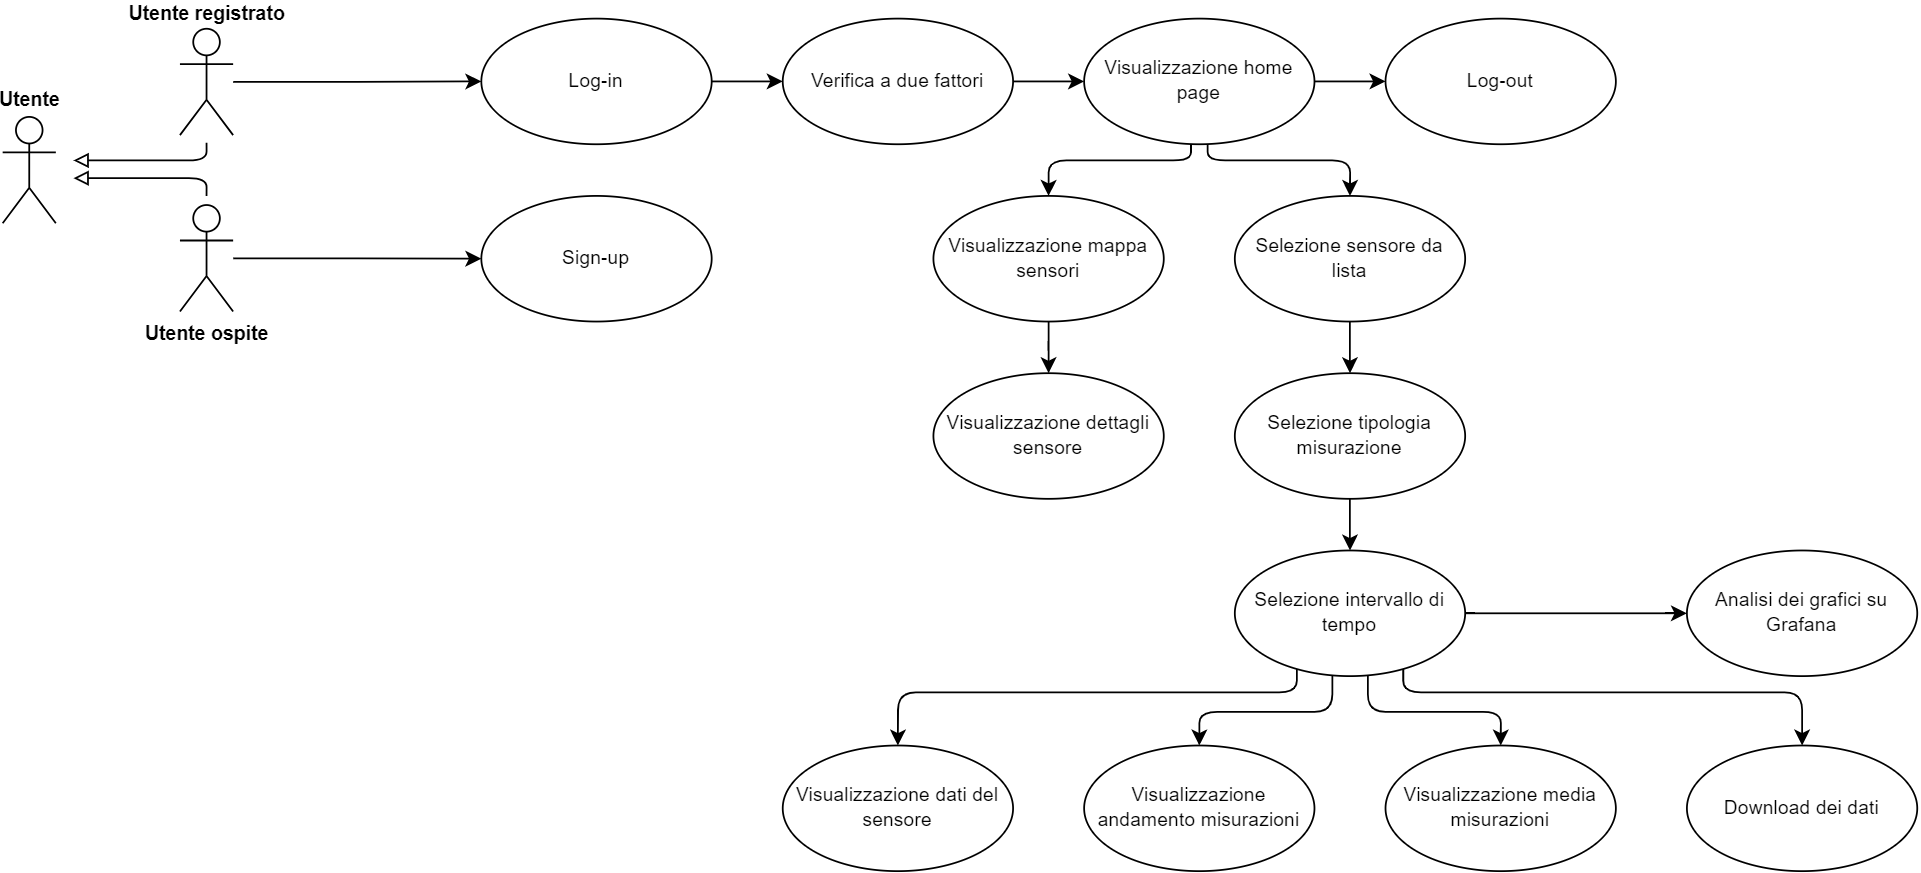 Utente registrato
Utente
Log-in
Verifica a due fattori
Visualizzazione home
page
Log-out
Sign-up
Utente ospite
Visualizzazione mappa
sensori
Selezione sensore da
lista
Visualizzazione dettagli
sensore
Selezione tipologia
misurazione
Selezione intervallo di
tempo
Analisi dei grafici su
Grafana
Visualizzazione dati del
sensore
Visualizzazione
andamento misurazioni
Visualizzazione media
misurazioni
Download dei dati